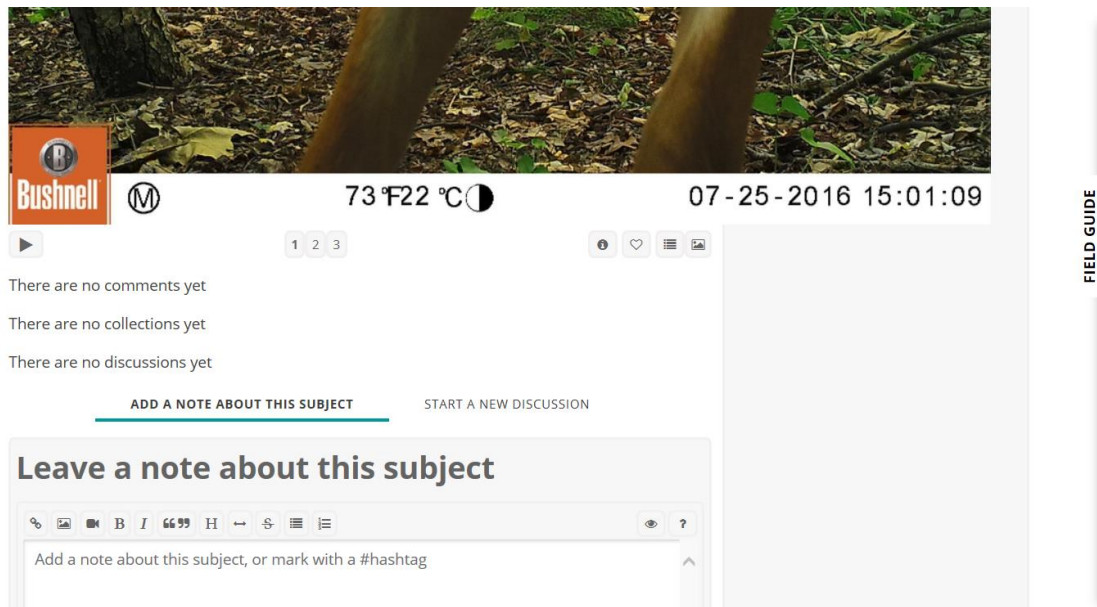 B
Bushnell
M 73°F22°C 07-25-2016 15:01:09
1 2 3
There are no comments yet
There are no collections yet
There are no discussions yet
ADD A NOTE ABOUT THIS SUBJECT START A NEW DISCUSSION
Leave a note about this subject
B I ❝❞ H S ?
Add a note about this subject, or mark with a #hashtag
FIELD GUIDE